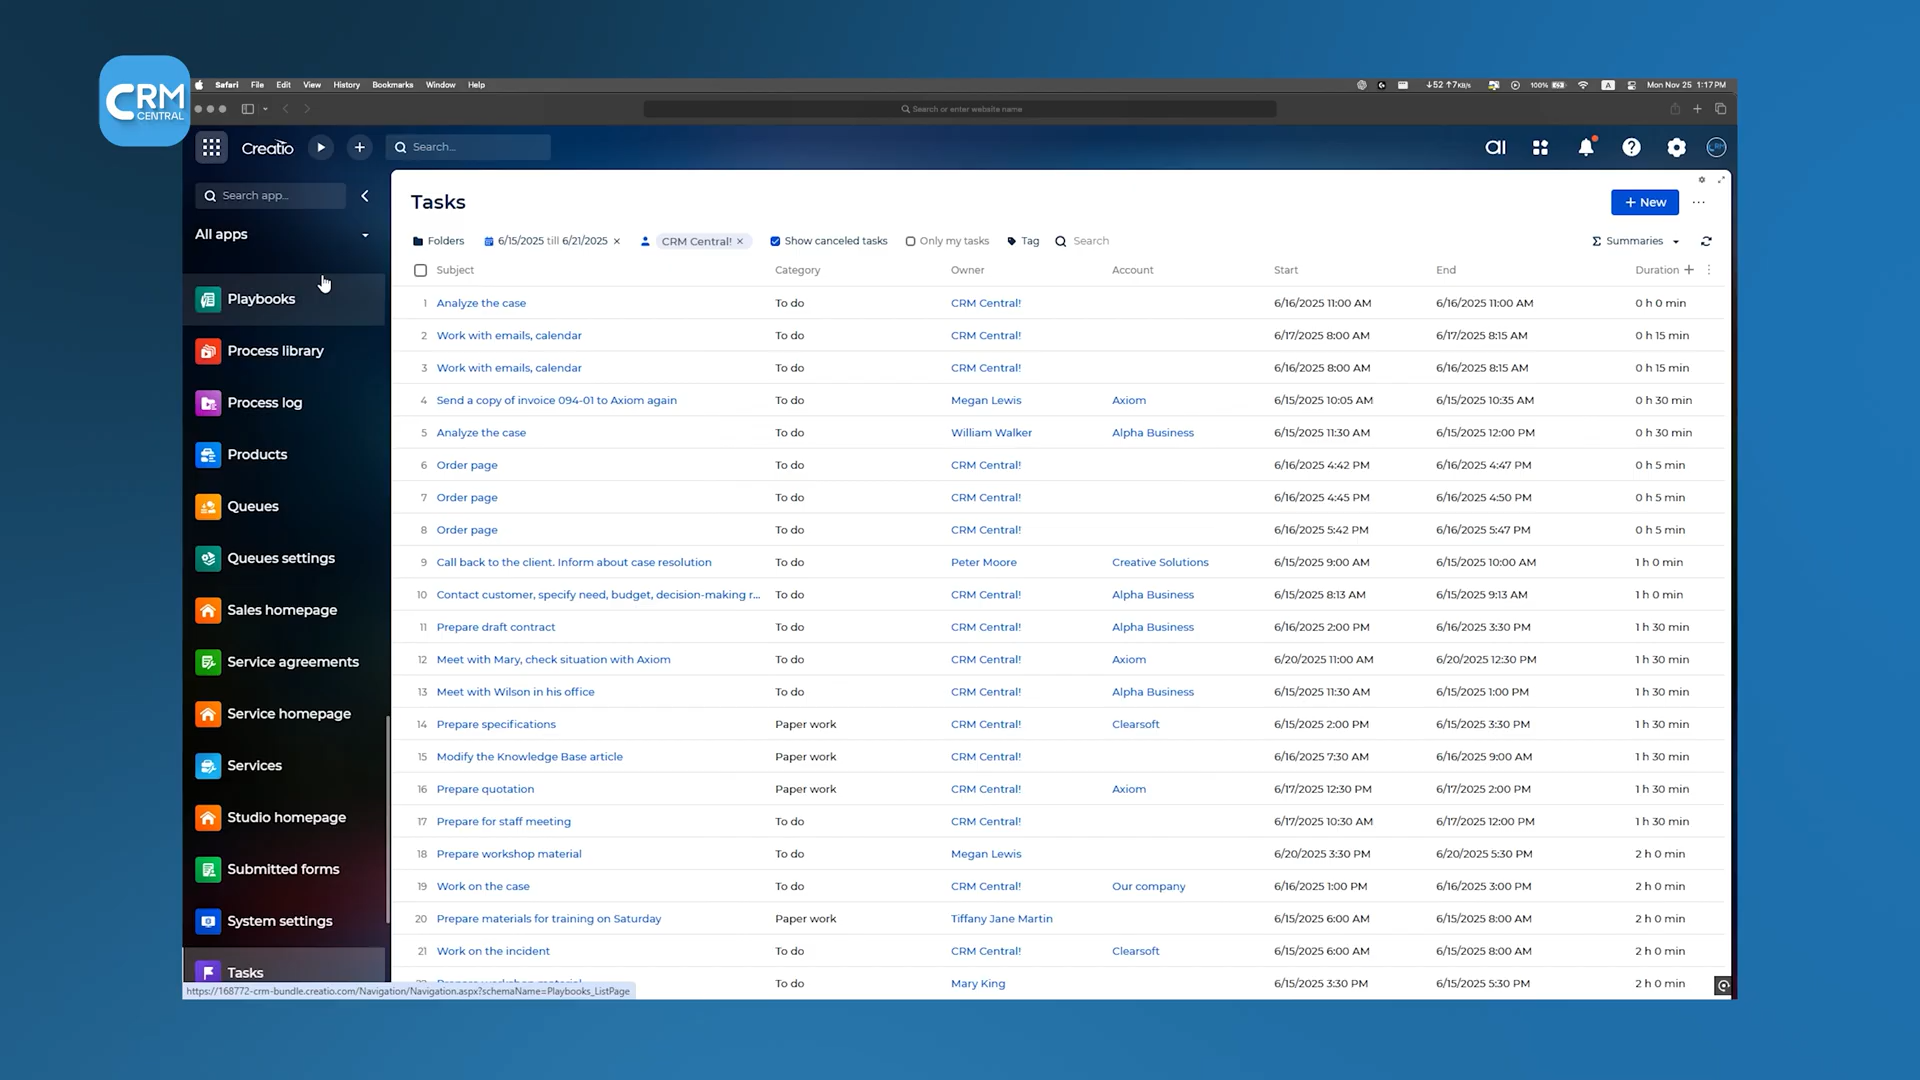 CRM
CENTRAL
Safari File Edit View History Bookmarks Window Help
↓52 ↑7KB/s 100% A Mon Nov 25 1:17 PM
Search or enter website name
Creatio Search... aı ? CRM
Search app...
All apps
Playbooks
Process library
Process log
Products
Queues
Queues settings
Sales homepage
Service agreements
Service homepage
Services
Studio homepage
Submitted forms
System settings
Tasks
https://168772-crm-bundle.creatio.com/Navigation/Navigation.aspx?schemaName=Playbooks_ListPage
Tasks + New ...
Folders 6/15/2025 till 6/21/2025 × CRM Central! × Show canceled tasks Only my tasks Tag Search Σ Summaries
Subject Category Owner Account Start End Duration +
1 Analyze the case To do CRM Central! 6/16/2025 11:00 AM 6/16/2025 11:00 AM 0 h 0 min
2 Work with emails, calendar To do CRM Central! 6/17/2025 8:00 AM 6/17/2025 8:15 AM 0 h 15 min
3 Work with emails, calendar To do CRM Central! 6/16/2025 8:00 AM 6/16/2025 8:15 AM 0 h 15 min
4 Send a copy of invoice 094-01 to Axiom again To do Megan Lewis Axiom 6/15/2025 10:05 AM 6/15/2025 10:35 AM 0 h 30 min
5 Analyze the case To do William Walker Alpha Business 6/15/2025 11:30 AM 6/15/2025 12:00 PM 0 h 30 min
6 Order page To do CRM Central! 6/16/2025 4:42 PM 6/16/2025 4:47 PM 0 h 5 min
7 Order page To do CRM Central! 6/16/2025 4:45 PM 6/16/2025 4:50 PM 0 h 5 min
8 Order page To do CRM Central! 6/16/2025 5:42 PM 6/16/2025 5:47 PM 0 h 5 min
9 Call back to the client. Inform about case resolution To do Peter Moore Creative Solutions 6/15/2025 9:00 AM 6/15/2025 10:00 AM 1 h 0 min
10 Contact customer, specify need, budget, decision-making r... To do CRM Central! Alpha Business 6/15/2025 8:13 AM 6/15/2025 9:13 AM 1 h 0 min
11 Prepare draft contract To do CRM Central! Alpha Business 6/16/2025 2:00 PM 6/16/2025 3:30 PM 1 h 30 min
12 Meet with Mary, check situation with Axiom To do CRM Central! Axiom 6/20/2025 11:00 AM 6/20/2025 12:30 PM 1 h 30 min
13 Meet with Wilson in his office To do CRM Central! Alpha Business 6/15/2025 11:30 AM 6/15/2025 1:00 PM 1 h 30 min
14 Prepare specifications Paper work CRM Central! Clearsoft 6/15/2025 2:00 PM 6/15/2025 3:30 PM 1 h 30 min
15 Modify the Knowledge Base article Paper work CRM Central! 6/16/2025 7:30 AM 6/16/2025 9:00 AM 1 h 30 min
16 Prepare quotation Paper work CRM Central! Axiom 6/17/2025 12:30 PM 6/17/2025 2:00 PM 1 h 30 min
17 Prepare for staff meeting To do CRM Central! 6/17/2025 10:30 AM 6/17/2025 12:00 PM 1 h 30 min
18 Prepare workshop material To do Megan Lewis 6/20/2025 3:30 PM 6/20/2025 5:30 PM 2 h 0 min
19 Work on the case To do CRM Central! Our company 6/16/2025 1:00 PM 6/16/2025 3:00 PM 2 h 0 min
20 Prepare materials for training on Saturday Paper work Tiffany Jane Martin 6/15/2025 6:00 AM 6/15/2025 8:00 AM 2 h 0 min
21 Work on the incident To do CRM Central! Clearsoft 6/15/2025 6:00 AM 6/15/2025 8:00 AM 2 h 0 min
22 Prepare workshop material To do Mary King 6/15/2025 3:30 PM 6/15/2025 5:30 PM 2 h 0 min